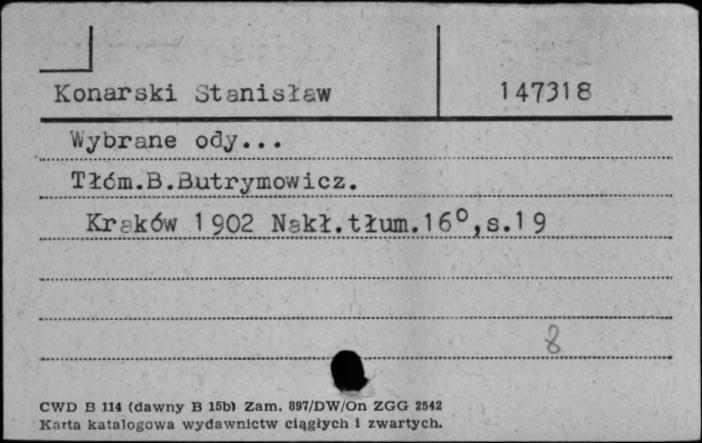 Konarski Stanisław 147318
Wybrane ody...
Tłóm.B.Butrymowicz.
Kraków 1902 Nakł.tłum.16°,s.19
8
CWD B 114 (dawny B 15b) Zam. 897/DW/On ZGG 2542
Karta katalogowa wydawnictw ciągłych i zwartych.